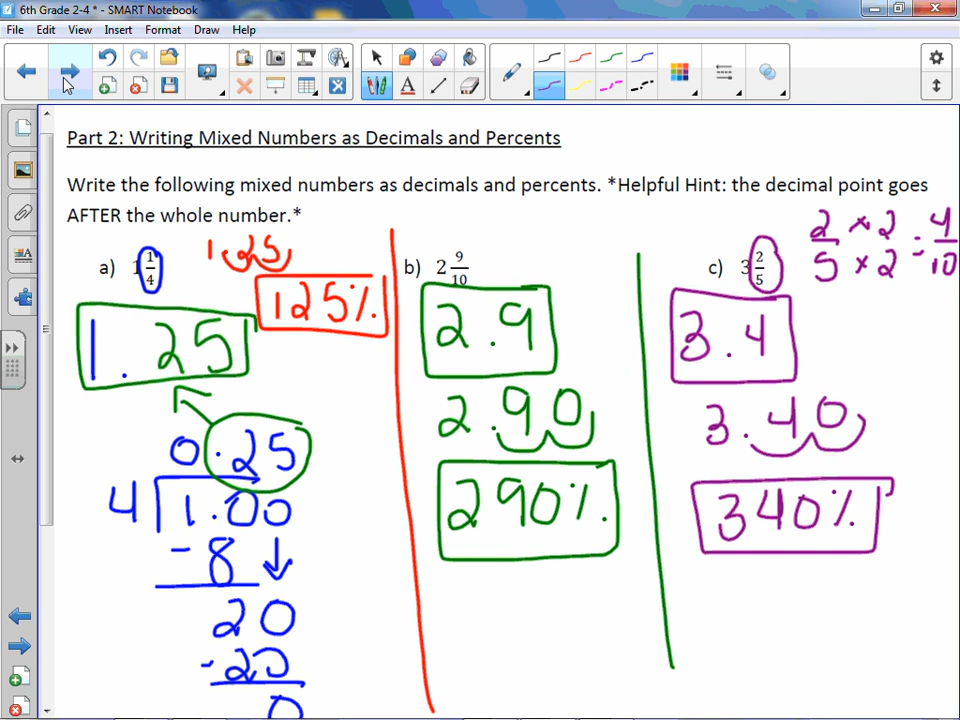 6th Grade 2-4 * - SMART Notebook
File Edit View Insert Format Draw Help
Part 2: Writing Mixed Numbers as Decimals and Percents
Write the following mixed numbers as decimals and percents. *Helpful Hint: the decimal point goes
AFTER the whole number.*
a) 1 1/4
1.25
125%.
1.25
0.25
4 1.00
-8
20
-20
0
b) 2 9/10
2.9
2.90
290%.
c) 3 2/5
2/5 × 2 × 2 = 4/10
3.4
3.40
340%.